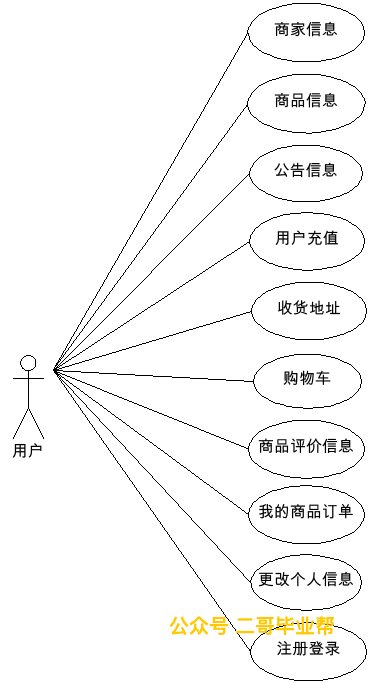 商家信息
商品信息
公告信息
用户充值
收货地址
购物车
用户
商品评价信息
我的商品订单
更改个人信息
公众号 二哥毕业帮
注册登录